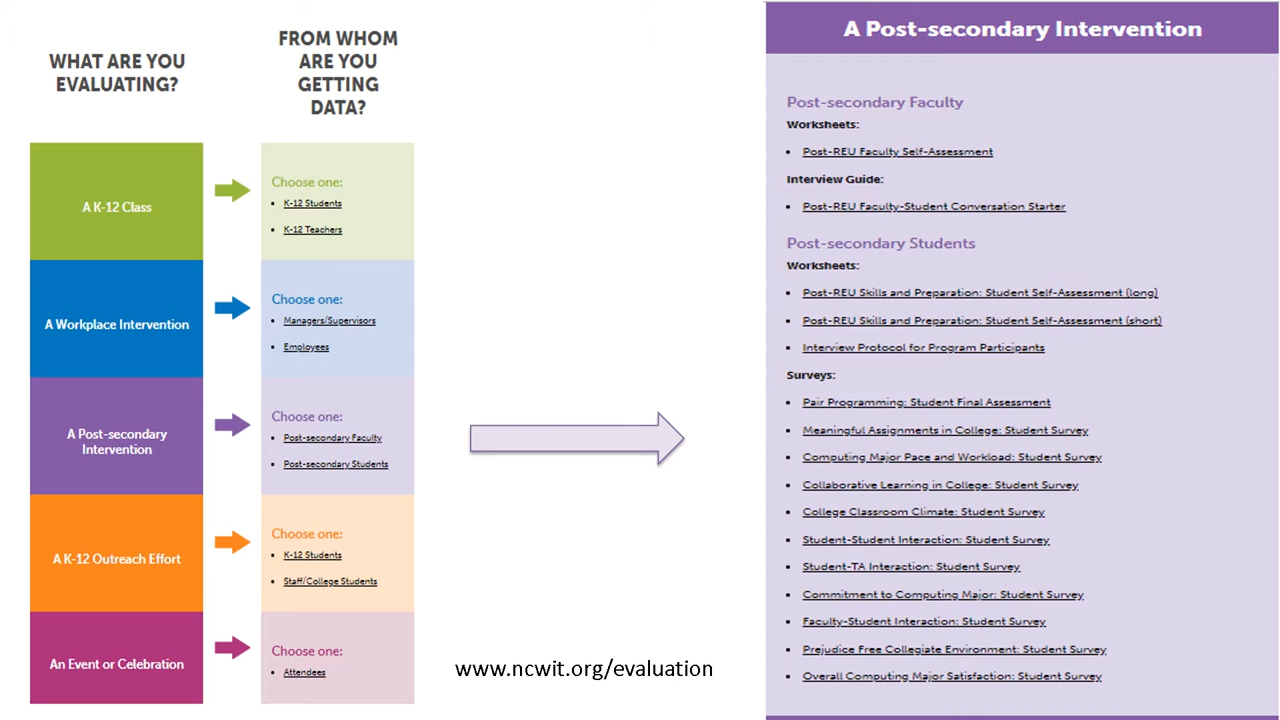 WHAT ARE YOU
EVALUATING?
FROM WHOM
ARE YOU
GETTING
DATA?
A K-12 Class
Choose one:
• K-12 Students
• K-12 Teachers
A Workplace Intervention
Choose one:
• Managers/Supervisors
• Employees
A Post-secondary
Intervention
Choose one:
• Post-secondary Faculty
• Post-secondary Students
A K-12 Outreach Effort
Choose one:
• K-12 Students
• Staff/College Students
An Event or Celebration
Choose one:
• Attendees
www.ncwit.org/evaluation
A Post-secondary Intervention
Post-secondary Faculty
Worksheets:
• Post-REU Faculty Self-Assessment
Interview Guide:
• Post-REU Faculty-Student Conversation Starter
Post-secondary Students
Worksheets:
• Post-REU Skills and Preparation: Student Self-Assessment (long)
• Post-REU Skills and Preparation: Student Self-Assessment (short)
• Interview Protocol for Program Participants
Surveys:
• Pair Programming: Student Final Assessment
• Meaningful Assignments in College: Student Survey
• Computing Major Pace and Workload: Student Survey
• Collaborative Learning in College: Student Survey
• College Classroom Climate: Student Survey
• Student-Student Interaction: Student Survey
• Student-TA Interaction: Student Survey
• Commitment to Computing Major: Student Survey
• Faculty-Student Interaction: Student Survey
• Prejudice Free Collegiate Environment: Student Survey
• Overall Computing Major Satisfaction: Student Survey